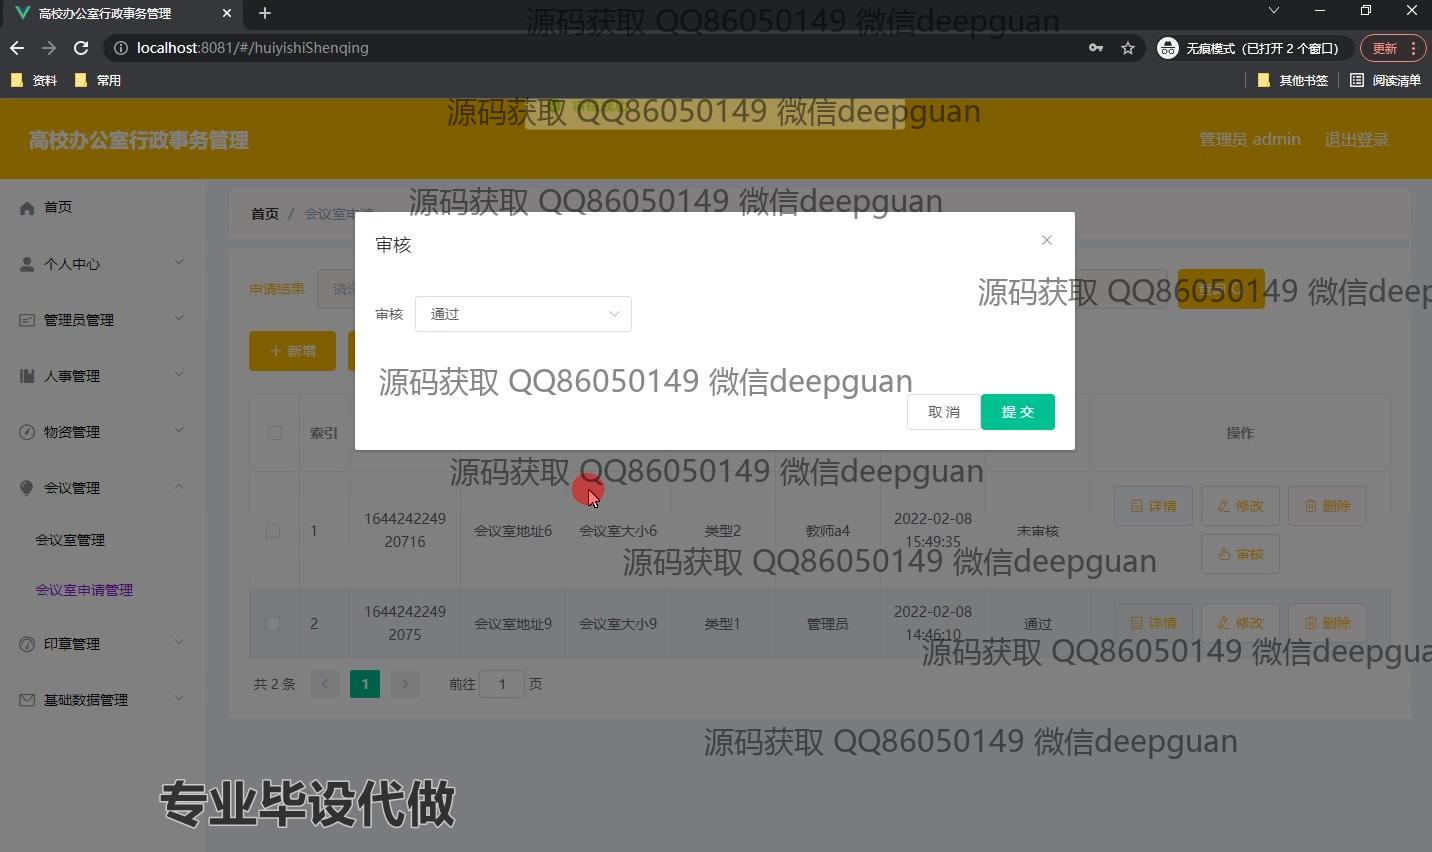 高校办公室行政事务管理
localhost:8081/#/huiyishiShenqing
无痕模式（已打开 2 个窗口）
更新
资料
常用
其他书签
阅读清单
源码获取 QQ86050149 微信deepguan
源码获取 QQ86050149 微信deepguan
高校办公室行政事务管理
管理员 admin
退出登录
源码获取 QQ86050149 微信deepguan
首页
个人中心
管理员管理
人事管理
物资管理
会议管理
会议室管理
会议室申请管理
印章管理
基础数据管理
首页 / 会议室申请
申请结果
请选
查询
源码获取 QQ86050149 微信deep
新增
审核
审核
通过
源码获取 QQ86050149 微信deepguan
取 消
提 交
索引
操作
源码获取 QQ86050149 微信deepguan
1
1644242249
20716
会议室地址6
会议室大小6
类型2
教师a4
2022-02-08
15:49:35
未审核
详情
修改
删除
审核
源码获取 QQ86050149 微信deepguan
2
1644242249
2075
会议室地址9
会议室大小9
类型1
管理员
2022-02-08
14:46:10
通过
详情
修改
删除
源码获取 QQ86050149 微信deepgua
共 2 条
1
前往
1
页
源码获取 QQ86050149 微信deepguan
专业毕设代做